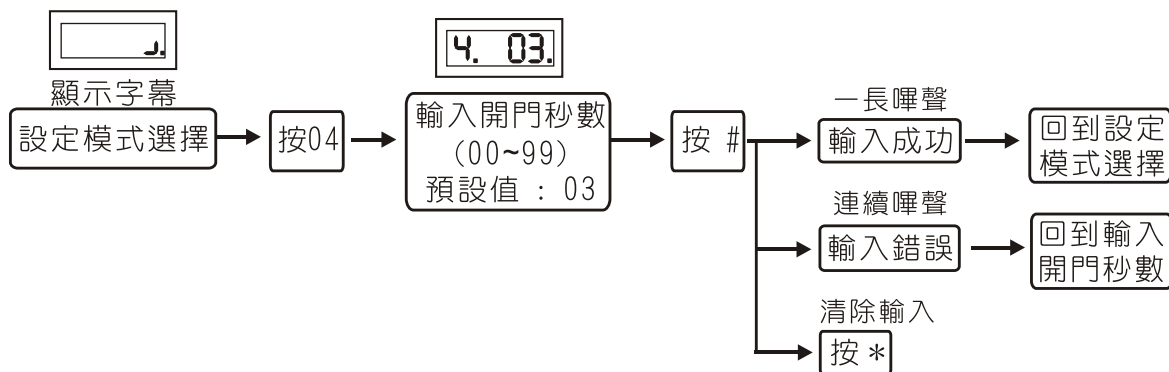 顯示字幕
設定模式選擇
按04
4. 03.
輸入開門秒數
(00~99)
預設值 : 03
按 #
一長嗶聲
輸入成功
回到設定
模式選擇
連續嗶聲
輸入錯誤
回到輸入
開門秒數
清除輸入
按 *